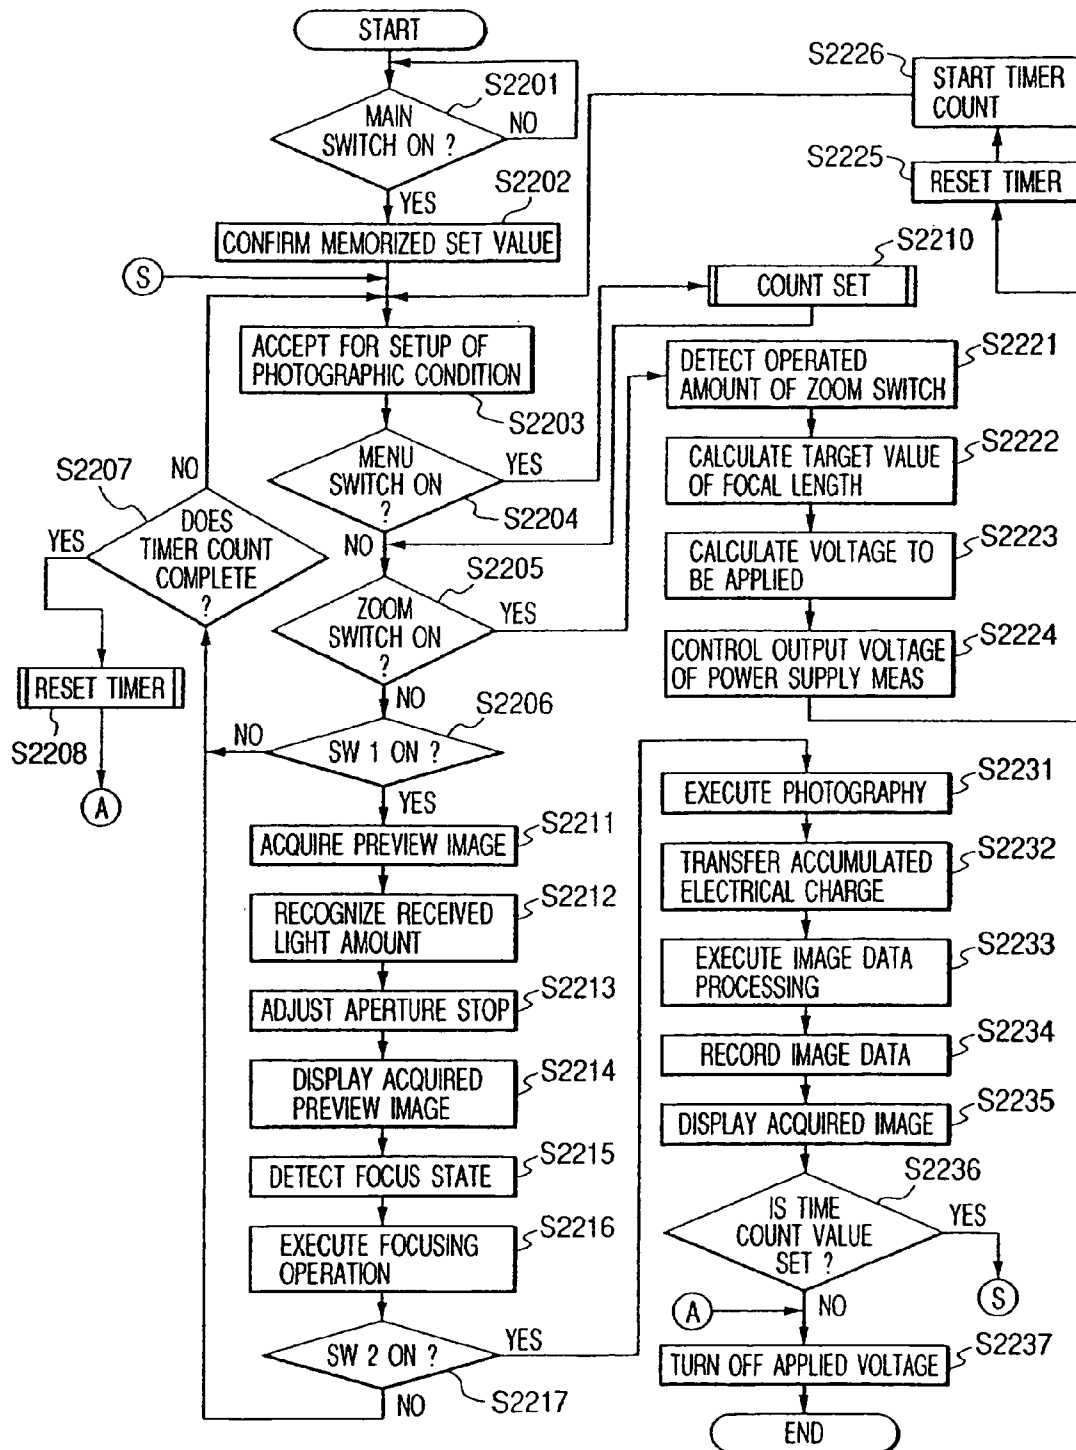 START
S2201
MAIN
SWITCH ON ?
NO
YES
S2202
CONFIRM MEMORIZED SET VALUE
S
ACCEPT FOR SETUP OF
PHOTOGRAPHIC CONDITION
S2203
MENU
SWITCH ON
?
YES
S2204
NO
S2205
ZOOM
SWITCH ON
?
YES
NO
S2206
SW 1 ON ?
NO
YES
S2207
NO
DOES
TIMER COUNT
COMPLETE
?
YES
RESET TIMER
S2208
A
S2211
ACQUIRE PREVIEW IMAGE
S2212
RECOGNIZE RECEIVED
LIGHT AMOUNT
S2213
ADJUST APERTURE STOP
S2214
DISPLAY ACQUIRED
PREVIEW IMAGE
S2215
DETECT FOCUS STATE
S2216
EXECUTE FOCUSING
OPERATION
SW 2 ON ?
YES
S2217
NO
S2226
START TIMER
COUNT
S2225
RESET TIMER
S2210
COUNT SET
S2221
DETECT OPERATED
AMOUNT OF ZOOM SWITCH
S2222
CALCULATE TARGET VALUE
OF FOCAL LENGTH
S2223
CALCULATE VOLTAGE TO
BE APPLIED
S2224
CONTROL OUTPUT VOLTAGE
OF POWER SUPPLY MEAS
S2231
EXECUTE PHOTOGRAPHY
S2232
TRANSFER ACCUMULATED
ELECTRICAL CHARGE
S2233
EXECUTE IMAGE DATA
PROCESSING
S2234
RECORD IMAGE DATA
S2235
DISPLAY ACQUIRED IMAGE
S2236
IS TIME
COUNT VALUE
SET ?
YES
S
NO
A
S2237
TURN OFF APPLIED VOLTAGE
END